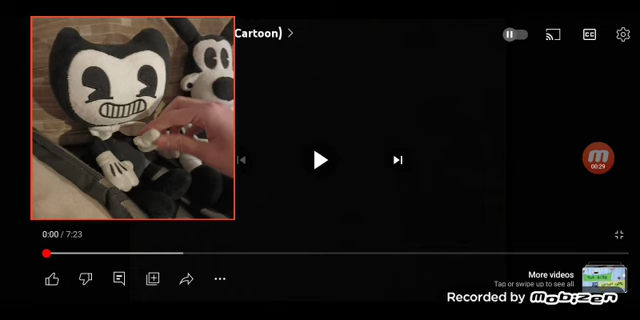 Cartoon)
CC
00:29
0:00 / 7:23
More videos
Tap or swipe up to see all
Recorded by Mobizen